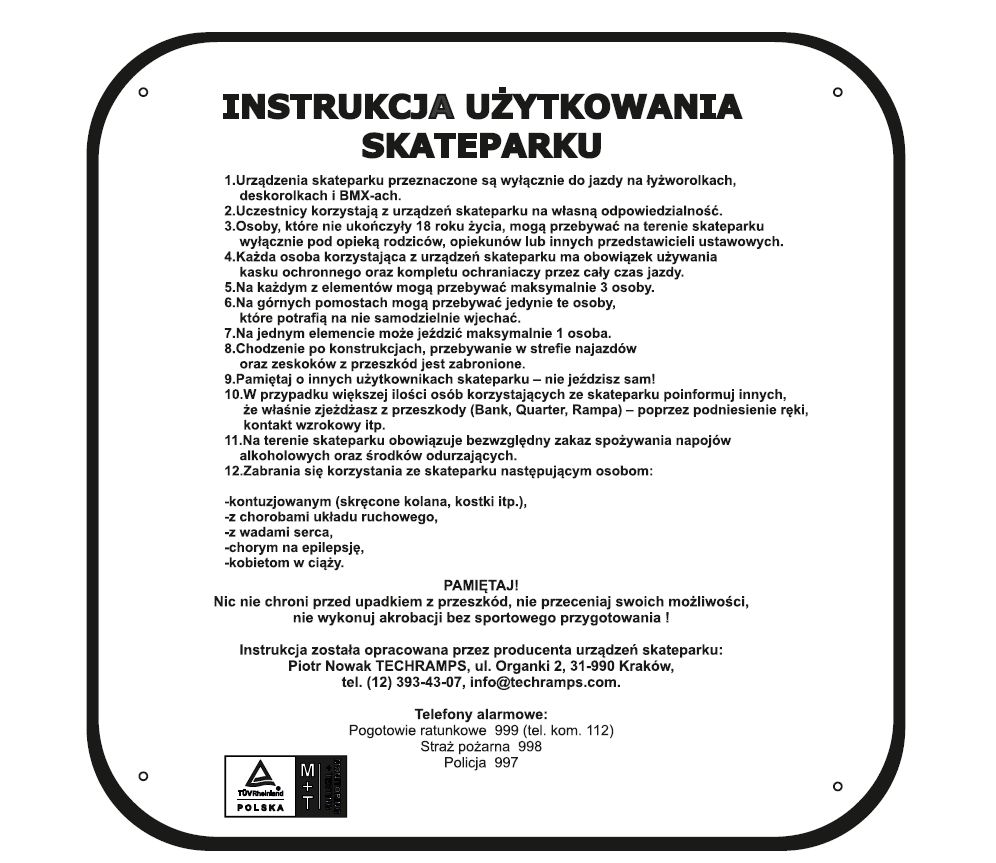 INSTRUKCJA UŻYTKOWANIA
SKATEPARKU
1.Urządzenia skateparku przeznaczone są wyłącznie do jazdy na łyżworolkach,
deskorolkach i BMX-ach.
2.Uczestnicy korzystają z urządzeń skateparku na własną odpowiedzialność.
3.Osoby, które nie ukończyły 18 roku życia, mogą przebywać na terenie skateparku
wyłącznie pod opieką rodziców, opiekunów lub innych przedstawicieli ustawowych.
4.Każda osoba korzystająca z urządzeń skateparku ma obowiązek używania
kasku ochronnego oraz kompletu ochraniaczy przez cały czas jazdy.
5.Na każdym z elementów mogą przebywać maksymalnie 3 osoby.
6.Na górnych pomostach mogą przebywać jedynie te osoby,
które potrafią na nie samodzielnie wjechać.
7.Na jednym elemencie może jeździć maksymalnie 1 osoba.
8.Chodzenie po konstrukcjach, przebywanie w strefie najazdów
oraz zeskoków z przeszkód jest zabronione.
9.Pamiętaj o innych użytkownikach skateparku – nie jeździsz sam!
10.W przypadku większej ilości osób korzystających ze skateparku poinformuj innych,
że właśnie zjeżdżasz z przeszkody (Bank, Quarter, Rampa) – poprzez podniesienie ręki,
kontakt wzrokowy itp.
11.Na terenie skateparku obowiązuje bezwzględny zakaz spożywania napojów
alkoholowych oraz środków odurzających.
12.Zabrania się korzystania ze skateparku następującym osobom:
-kontuzjowanym (skręcone kolana, kostki itp.),
-z chorobami układu ruchowego,
-z wadami serca,
-chorym na epilepsję,
-kobietom w ciąży.
PAMIĘTAJ!
Nic nie chroni przed upadkiem z przeszkód, nie przeceniaj swoich możliwości,
nie wykonuj akrobacji bez sportowego przygotowania !
Instrukcja została opracowana przez producenta urządzeń skateparku:
Piotr Nowak TECHRAMPS, ul. Organki 2, 31-990 Kraków,
tel. (12) 393-43-07, info@techramps.com.
Telefony alarmowe:
Pogotowie ratunkowe 999 (tel. kom. 112)
Straż pożarna 998
Policja 997
TÜVRheinland
POLSKA
M+T